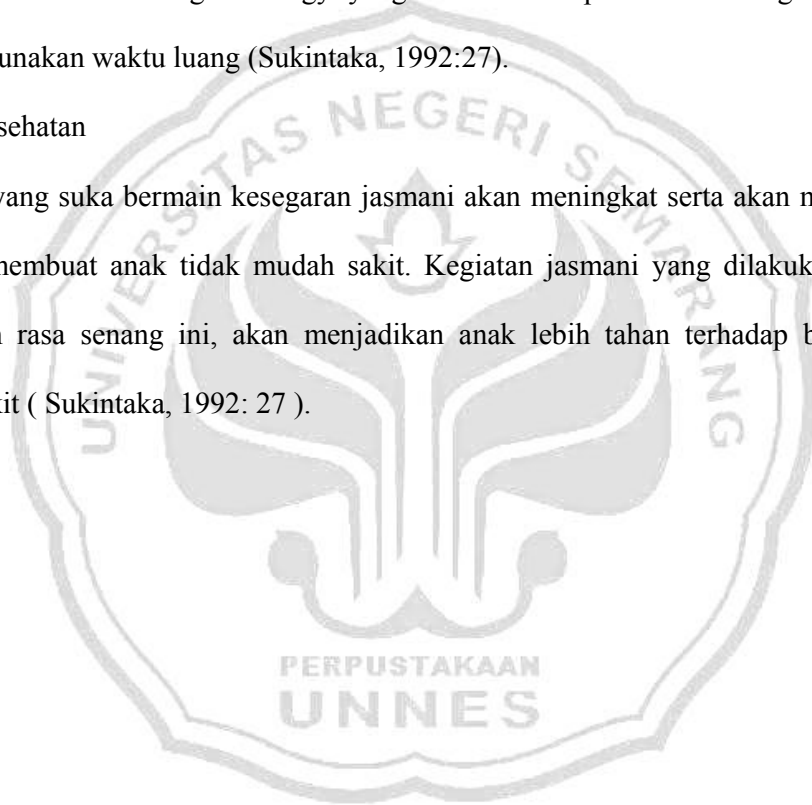 unakan waktu luang (Sukintaka, 1992:27).
sehatan
yang suka bermain kesegaran jasmani akan meningkat serta akan
membuat anak tidak mudah sakit. Kegiatan jasmani yang
rasa senang ini, akan menjadikan anak lebih tahan terhadap
kit ( Sukintaka, 1992: 27 ).
UNIVERSITAS NEGERI SEMARANG
PERPUSTAKAAN
UNNES